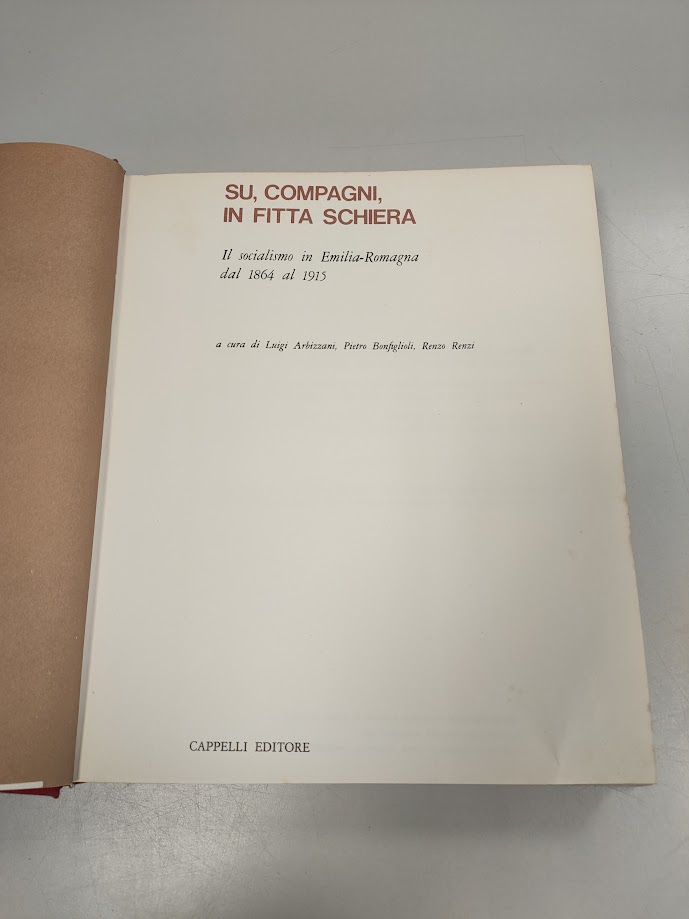 SU, COMPAGNI,
IN FITTA SCHIERA
Il socialismo in Emilia-Romagna
dal 1864 al 1915
a cura di Luigi Arbizzani, Pietro Bonfiglioli, Renzo Renzi
CAPPELLI EDITORE